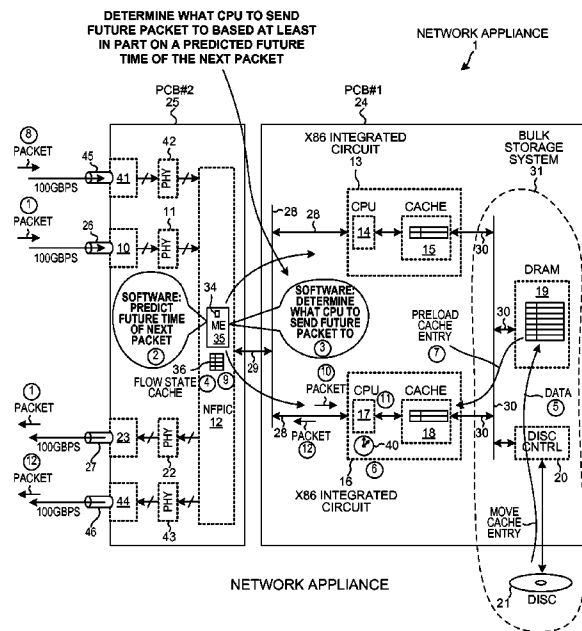 DETERMINE WHAT CPU TO SEND
FUTURE PACKET TO BASED AT LEAST
IN PART ON A PREDICTED FUTURE
TIME OF THE NEXT PACKET
NETWORK APPLIANCE
1
PCB#2
25
PCB#1
24
8
PACKET
100GBPS
45
41
42
PHY
1
PACKET
100GBPS
26
10
11
PHY
X86 INTEGRATED
CIRCUIT
13
28
28
CPU
14
CACHE
15
30
BULK
STORAGE
SYSTEM
31
DRAM
19
SOFTWARE:
PREDICT
FUTURE TIME
OF NEXT
PACKET
2
34
ME
35
36
FLOW STATE
CACHE
4
9
NFPIC
12
SOFTWARE:
DETERMINE
WHAT CPU TO
SEND FUTURE
PACKET TO
3
29
PRELOAD
CACHE
ENTRY
7
30
10
PACKET
28
PACKET
12
CPU
11
17
40
6
CACHE
18
30
30
16
X86 INTEGRATED
CIRCUIT
DATA
5
DISC
CNTRL
20
MOVE
CACHE
ENTRY
21
DISC
1
PACKET
100GBPS
27
23
PHY
22
12
PACKET
100GBPS
46
44
PHY
43
NETWORK APPLIANCE